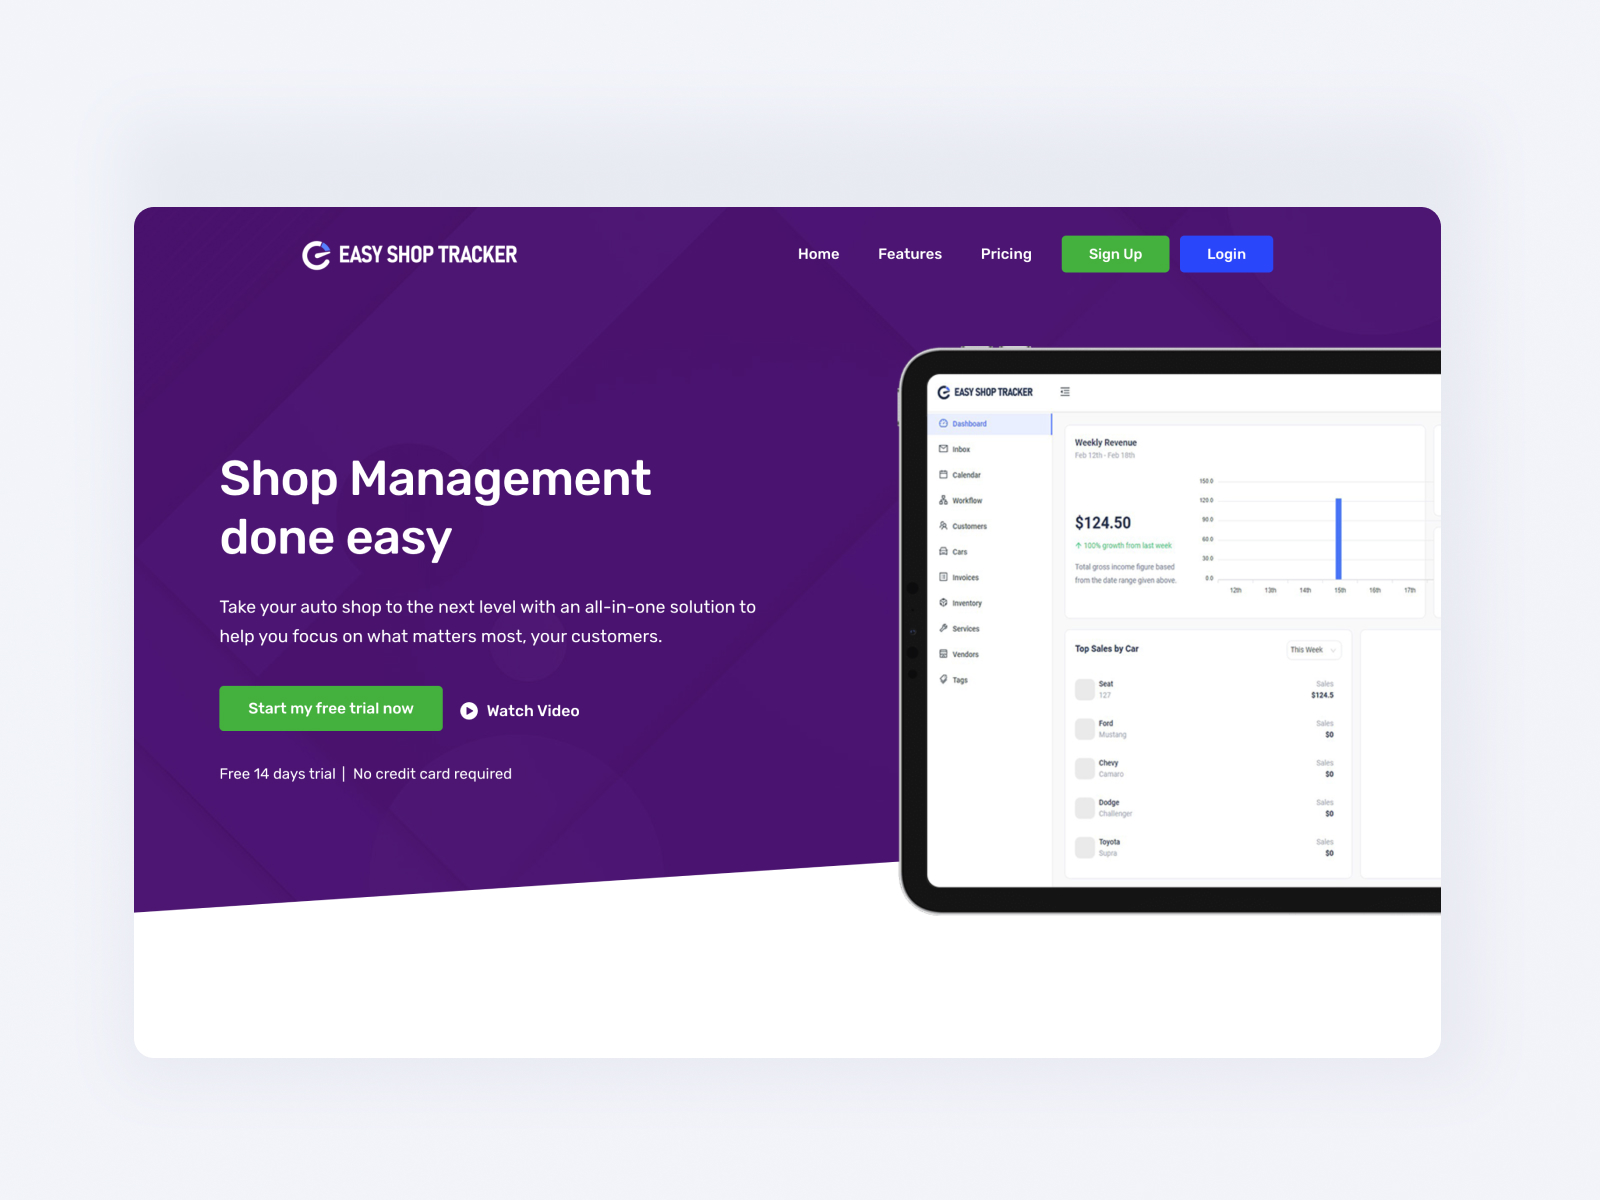 EASY SHOP TRACKER
Home Features Pricing Sign Up Login
Shop Management
done easy
Take your auto shop to the next level with an all-in-one solution to
help you focus on what matters most, your customers.
Start my free trial now
Watch Video
Free 14 days trial | No credit card required
EASY SHOP TRACKER
Dashboard
Inbox
Calendar
Workflow
Customers
Cars
Invoices
Inventory
Services
Vendors
Tags
Weekly Revenue
Feb 12th - Feb 18th
$124.50
↑ 100% growth from last week
Total gross income figure based
from the date range given above.
150.0
120.0
90.0
60.0
30.0
0.0
12th 13th 14th 15th 16th 17th
Top Sales by Car
This Week
Seat Sales
127 $124.5
Ford Sales
Mustang $0
Chevy Sales
Camaro $0
Dodge Sales
Challenger $0
Toyota Sales
Supra $0